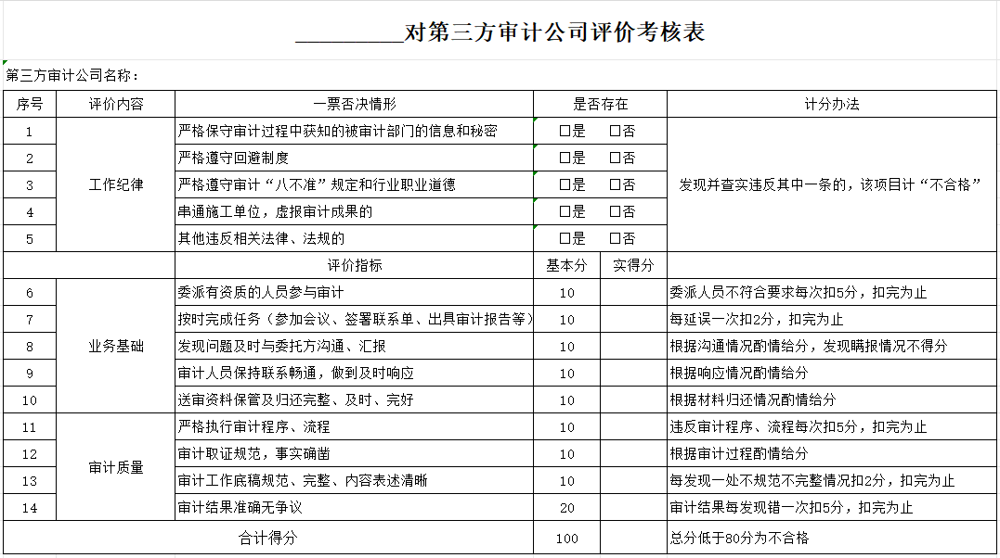 _________对第三方审计公司评价考核表
第三方审计公司名称：
序号 评价内容 一票否决情形 是否存在 计分办法
1 严格保守审计过程中获知的被审计部门的信息和秘密 □是 □否
2 严格遵守回避制度 □是 □否
3 工作纪律 严格遵守审计“八不准”规定和行业职业道德 □是 □否 发现并查实违反其中一条的，该项目计“不合格”
4 串通施工单位，虚报审计成果的 □是 □否
5 其他违反相关法律、法规的 □是 □否
评价指标 基本分 实得分
6 委派有资质的人员参与审计 10 委派人员不符合要求每次扣5分，扣完为止
7 按时完成任务（参加会议、签署联系单、出具审计报告等） 10 每延误一次扣2分，扣完为止
8 业务基础 发现问题及时与委托方沟通、汇报 10 根据沟通情况酌情给分，发现瞒报情况不得分
9 审计人员保持联系畅通，做到及时响应 10 根据响应情况酌情给分
10 送审资料保管及归还完整、及时、完好 10 根据材料归还情况酌情给分
11 严格执行审计程序、流程 10 违反审计程序、流程每次扣5分，扣完为止
12 审计取证规范，事实确凿 10 根据审计过程酌情给分
审计质量
13 审计工作底稿规范、完整、内容表述清晰 10 每发现一处不规范不完整情况扣2分，扣完为止
14 审计结果准确无争议 20 审计结果每发现错一次扣5分，扣完为止
合计得分 100 总分低于80分为不合格